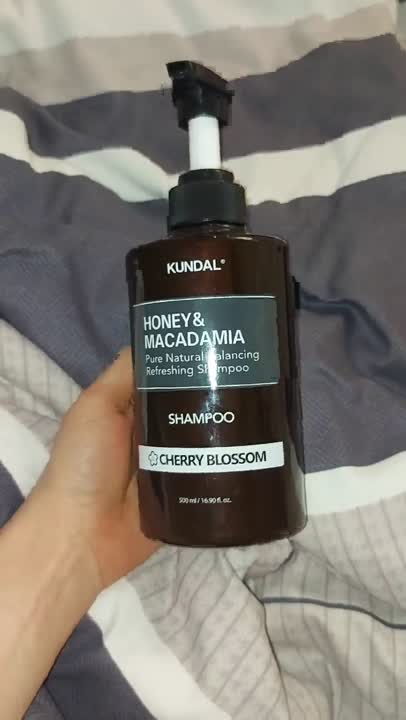 KUNDAL®
HONEY&
MACADAMIA
Pure Natural Balancing
Refreshing Shampoo
SHAMPOO
CHERRY BLOSSOM
500 ml / 16.90 fl. oz.